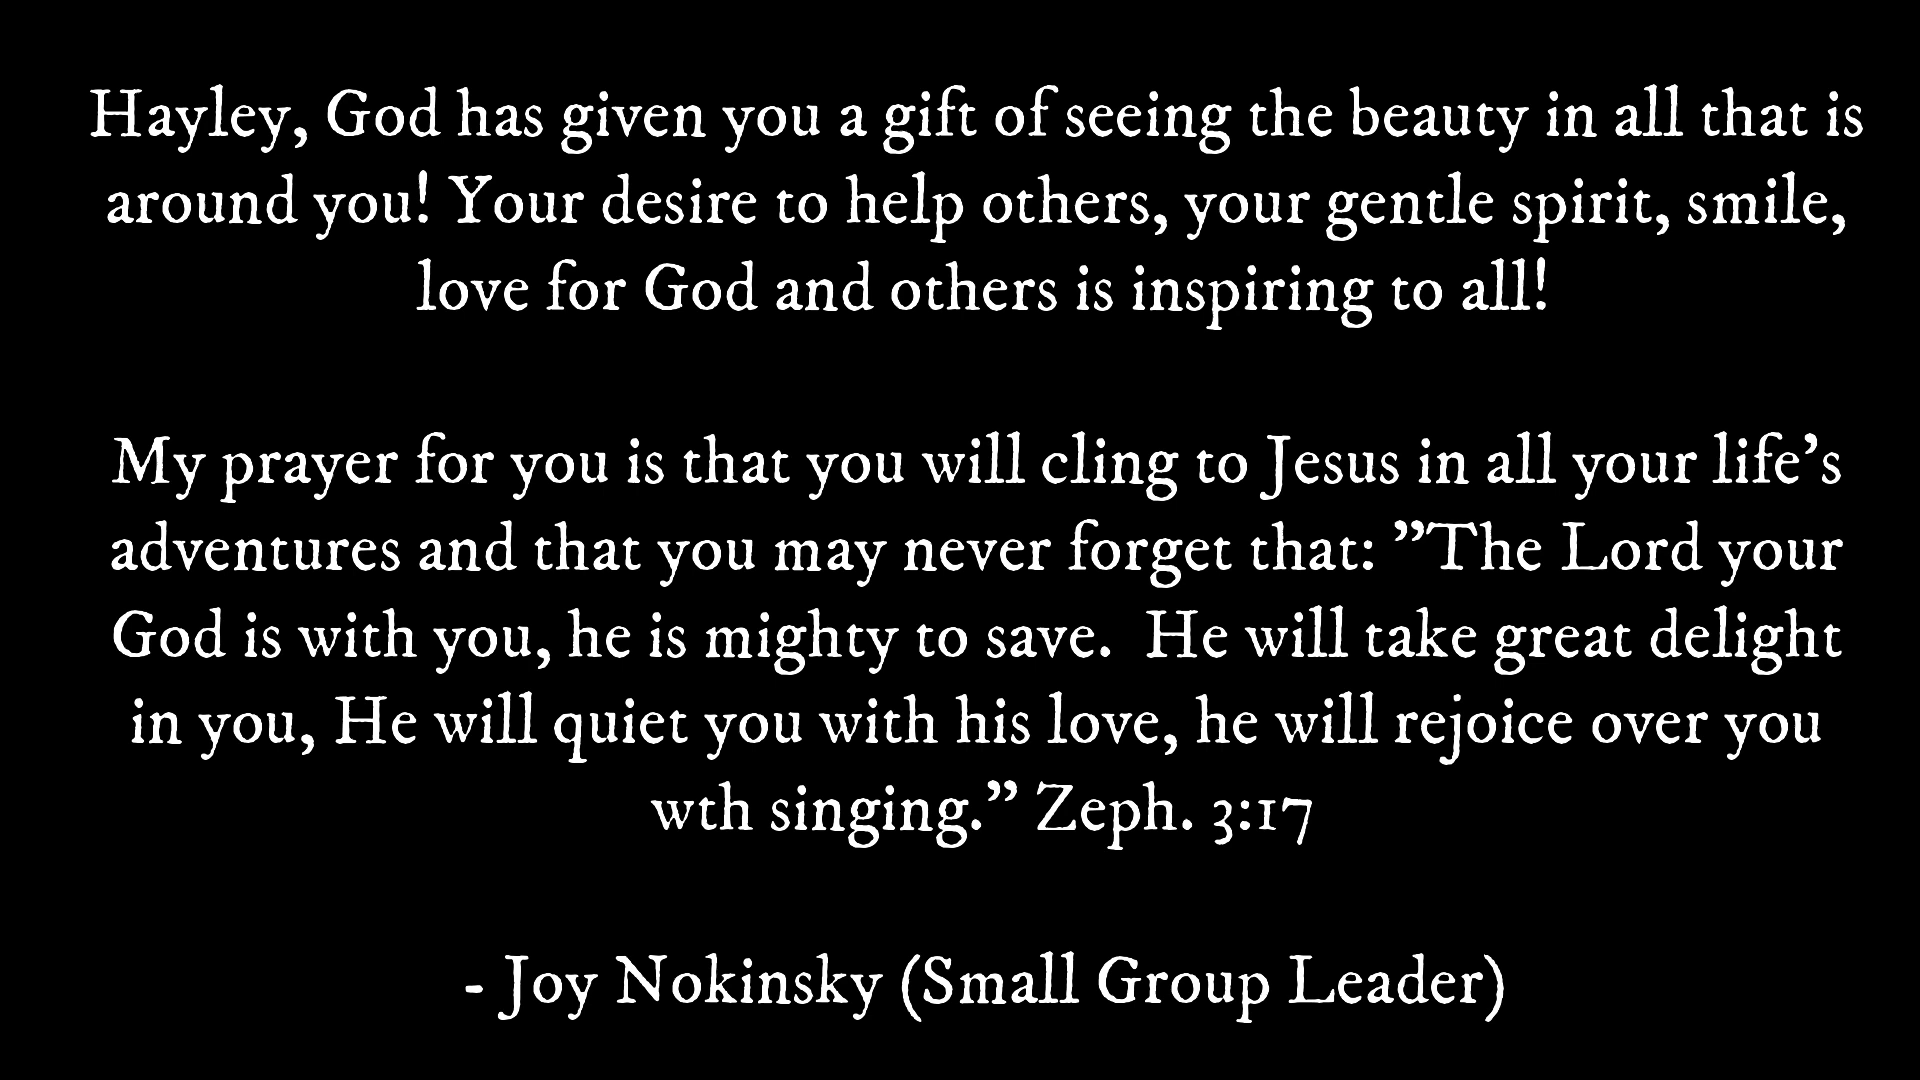 Hayley, God has given you a gift of seeing the beauty in all that is
around you! Your desire to help others, your gentle spirit, smile,
love for God and others is inspiring to all!
My prayer for you is that you will cling to Jesus in all your life’s
adventures and that you may never forget that: ”The Lord your
God is with you, he is mighty to save.  He will take great delight
in you, He will quiet you with his love, he will rejoice over you
wth singing.” Zeph. 3:17
- Joy Nokinsky (Small Group Leader)